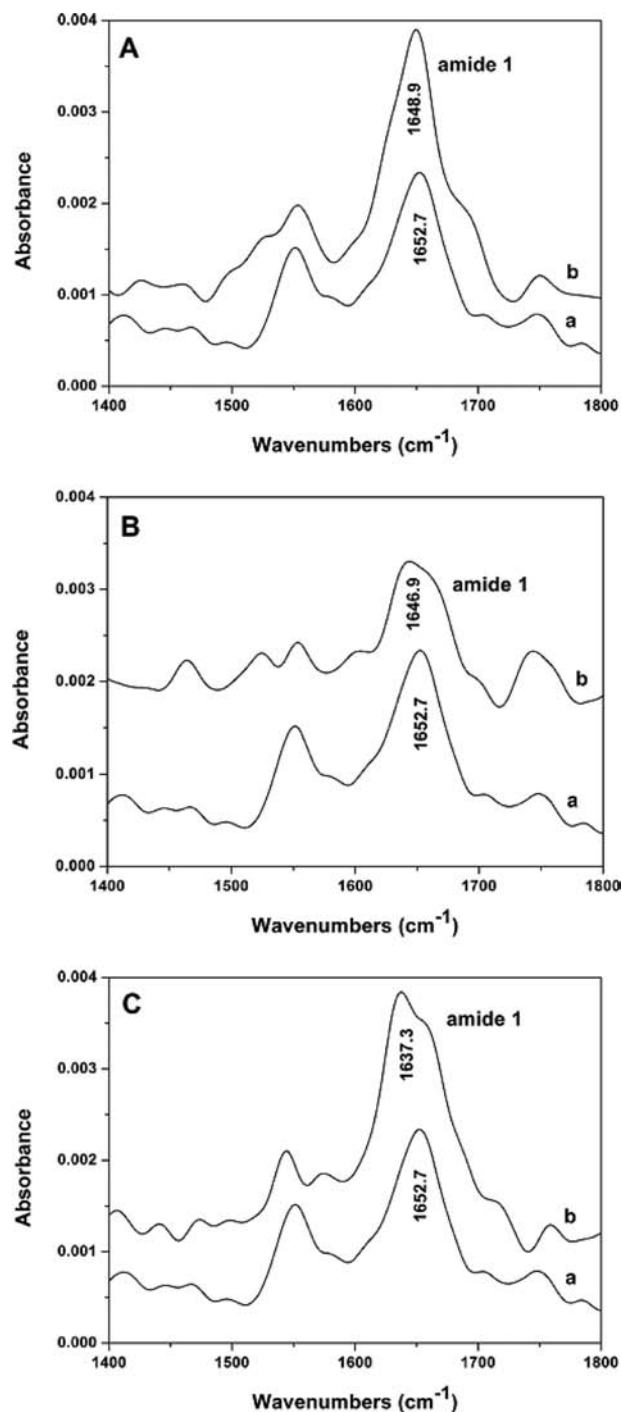 A
amide 1
1648.9
1652.7
b
a
Absorbance
0.004
0.003
0.002
0.001
0.000
1400 1500 1600 1700 1800
Wavenumbers (cm⁻¹)
B
amide 1
1646.9
1652.7
b
a
Absorbance
0.004
0.003
0.002
0.001
0.000
1400 1500 1600 1700 1800
Wavenumbers (cm⁻¹)
C
amide 1
1637.3
1652.7
b
a
Absorbance
0.004
0.003
0.002
0.001
0.000
1400 1500 1600 1700 1800
Wavenumbers (cm⁻¹)